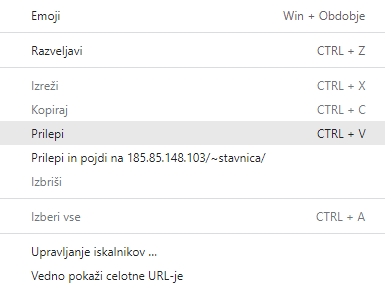 Emoji Win + Obdobje
Razveljavi CTRL + Z
Izreži CTRL + X
Kopiraj CTRL + C
Prilepi CTRL + V
Prilepi in pojdi na 185.85.148.103/~stavnica/
Izbriši
Izberi vse CTRL + A
Upravljanje iskalnikov ...
Vedno pokaži celotne URL-je